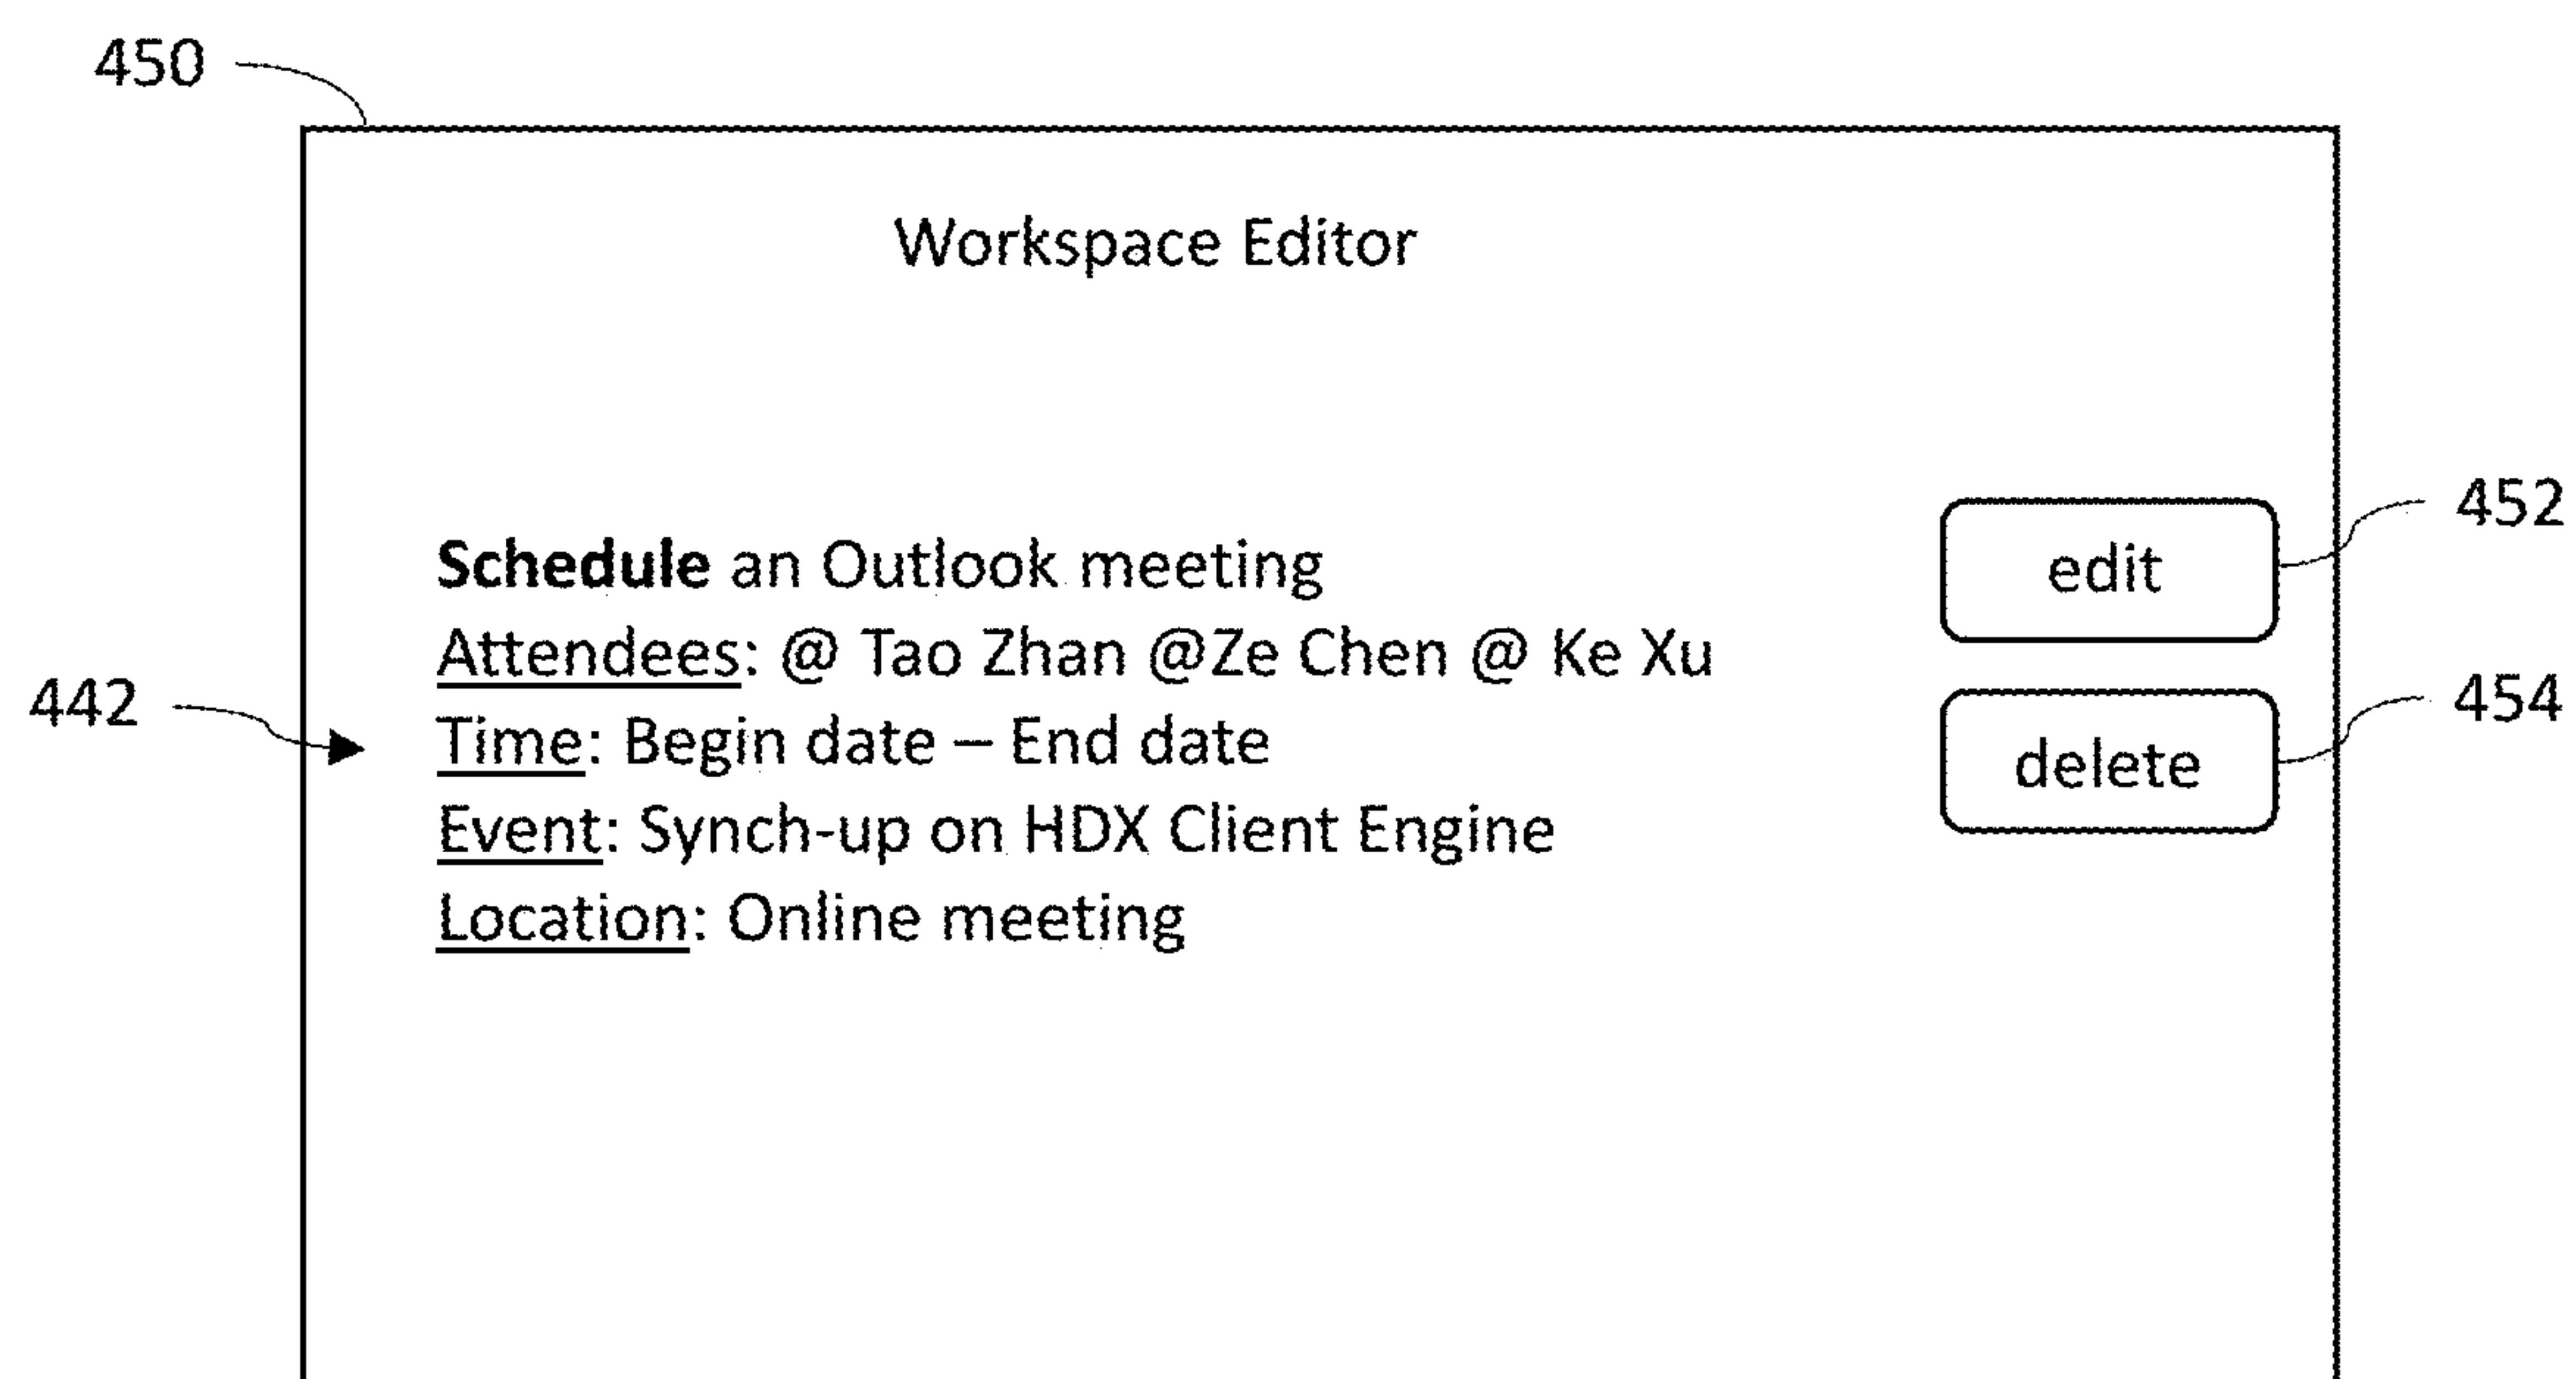 450
Workspace Editor
452
Schedule an Outlook meeting
edit
Attendees: @ Tao Zhan @Ze Chen @ Ke Xu
442
454
Time: Begin date – End date
delete
Event: Synch-up on HDX Client Engine
Location: Online meeting